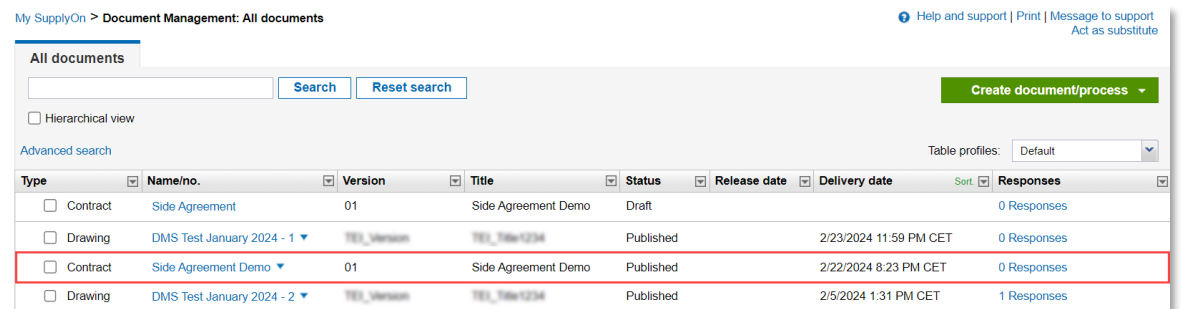 My SupplyOn > Document Management: All documents
Help and support | Print | Message to support
Act as substitute
All documents
Search Reset search
Create document/process
Hierarchical view
Advanced search
Table profiles: Default
Type Name/no. Version Title Status Release date Delivery date Sort. Responses
Contract Side Agreement 01 Side Agreement Demo Draft 0 Responses
Drawing DMS Test January 2024 - 1 Published 2/23/2024 11:59 PM CET 0 Responses
Contract Side Agreement Demo 01 Side Agreement Demo Published 2/22/2024 8:23 PM CET 0 Responses
Drawing DMS Test January 2024 - 2 Published 2/5/2024 1:31 PM CET 1 Responses